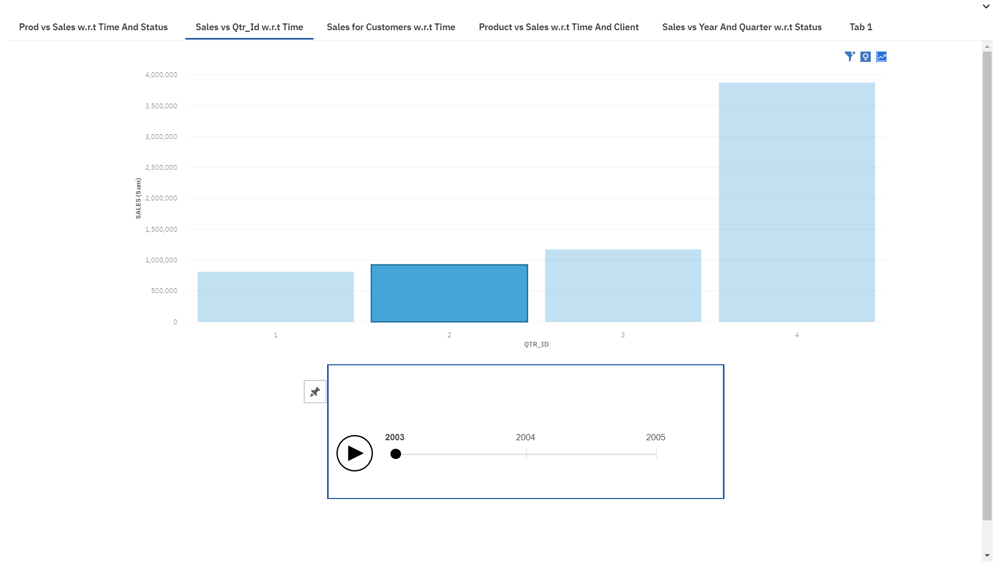 Prod vs Sales w.r.t Time And Status
Sales vs Qtr_Id w.r.t Time
Sales for Customers w.r.t Time
Product vs Sales w.r.t Time And Client
Sales vs Year And Quarter w.r.t Status
Tab 1
4,000,000
3,500,000
3,000,000
2,500,000
2,000,000
1,500,000
1,000,000
500,000
0
SALES (Sum)
1
2
3
4
QTR_ID
2003
2004
2005